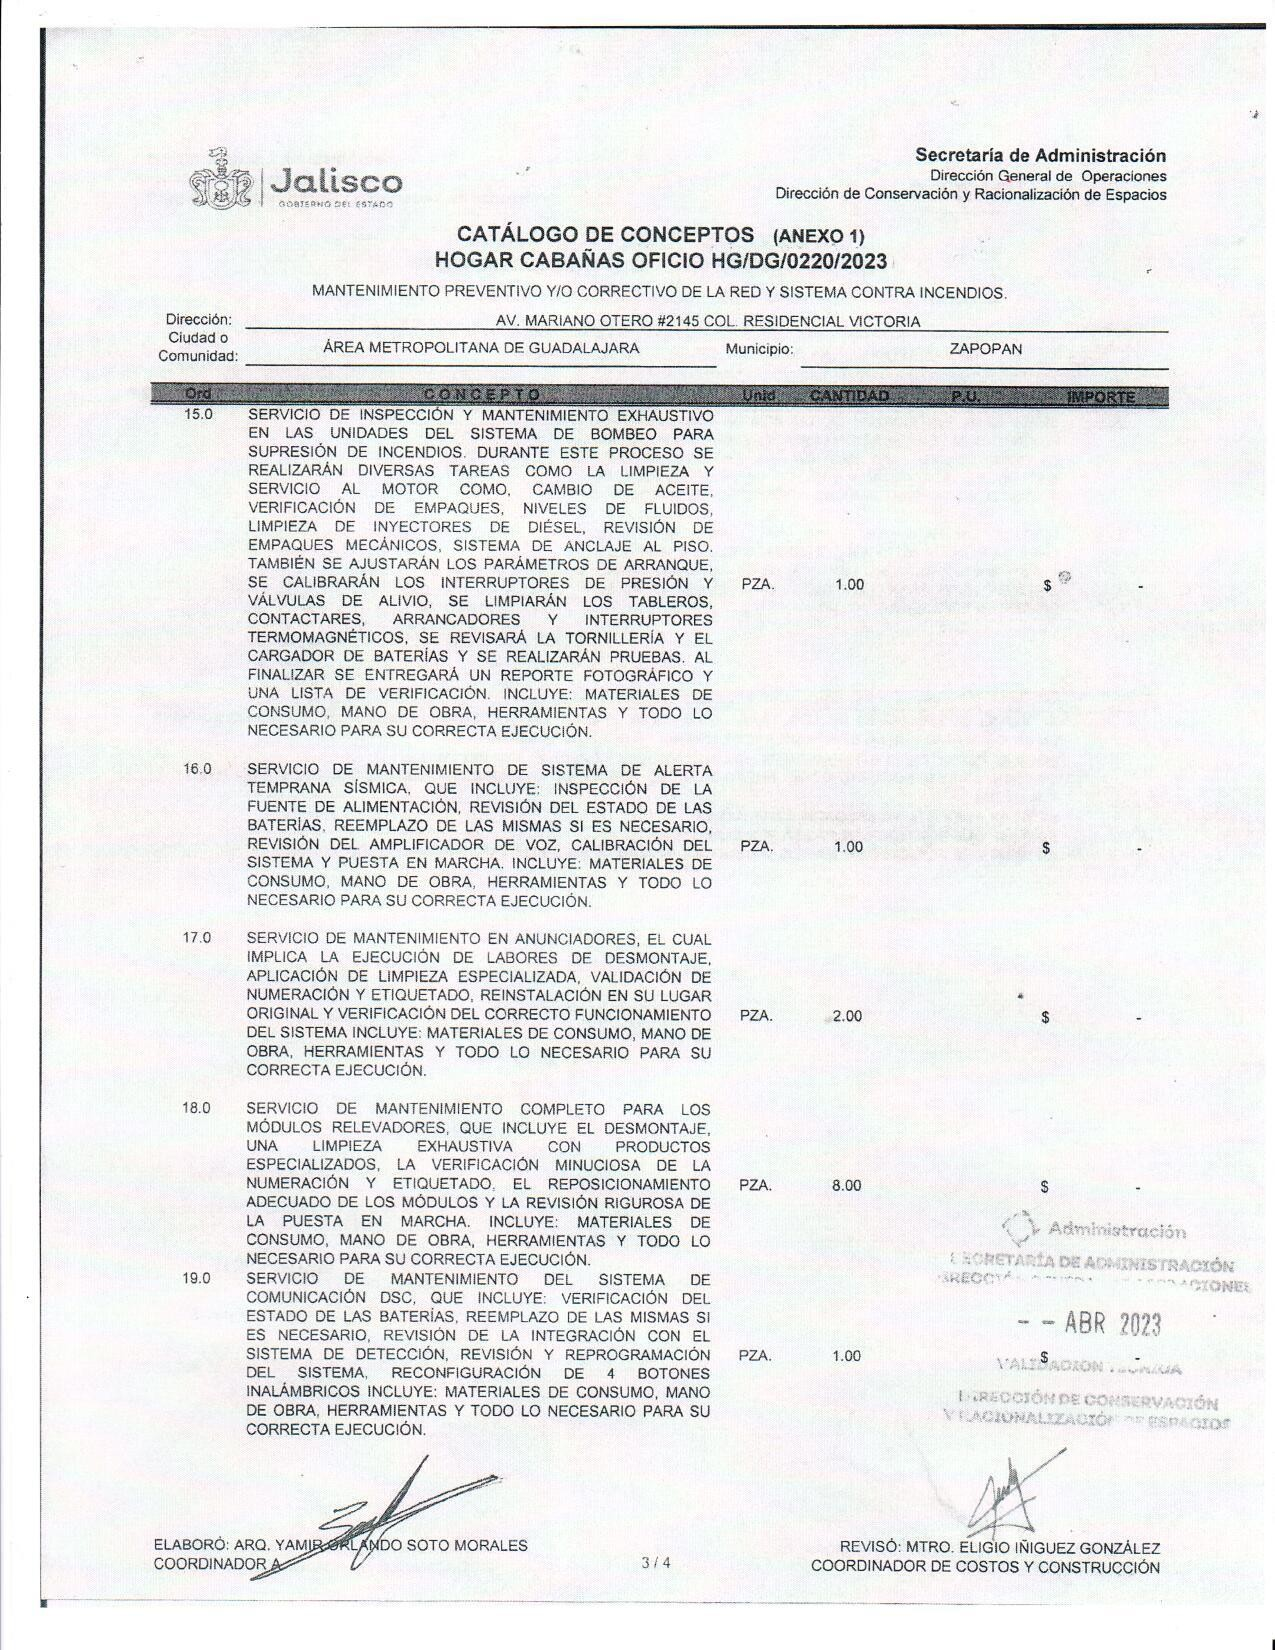 Jalisco
GOBIERNO DEL ESTADO
Secretaría de Administración
Dirección General de Operaciones
Dirección de Conservación y Racionalización de Espacios
CATÁLOGO DE CONCEPTOS (ANEXO 1)
HOGAR CABAÑAS OFICIO HG/DG/0220/2023
MANTENIMIENTO PREVENTIVO Y/O CORRECTIVO DE LA RED Y SISTEMA CONTRA INCENDIOS.
Dirección: AV. MARIANO OTERO #2145 COL. RESIDENCIAL VICTORIA
Ciudad o
Comunidad: ÁREA METROPOLITANA DE GUADALAJARA Municipio: ZAPOPAN
Ord CONCEPTO Unid CANTIDAD P.U. IMPORTE
15.0 SERVICIO DE INSPECCIÓN Y MANTENIMIENTO EXHAUSTIVO
EN LAS UNIDADES DEL SISTEMA DE BOMBEO PARA
SUPRESIÓN DE INCENDIOS. DURANTE ESTE PROCESO SE
REALIZARÁN DIVERSAS TAREAS COMO LA LIMPIEZA Y
SERVICIO AL MOTOR COMO, CAMBIO DE ACEITE,
VERIFICACIÓN DE EMPAQUES, NIVELES DE FLUIDOS,
LIMPIEZA DE INYECTORES DE DIÉSEL, REVISIÓN DE
EMPAQUES MECÁNICOS, SISTEMA DE ANCLAJE AL PISO.
TAMBIÉN SE AJUSTARÁN LOS PARÁMETROS DE ARRANQUE,
SE CALIBRARÁN LOS INTERRUPTORES DE PRESIÓN Y PZA. 1.00 $ -
VÁLVULAS DE ALIVIO, SE LIMPIARÁN LOS TABLEROS,
CONTACTARES, ARRANCADORES Y INTERRUPTORES
TERMOMAGNÉTICOS, SE REVISARÁ LA TORNILLERÍA Y EL
CARGADOR DE BATERÍAS Y SE REALIZARÁN PRUEBAS. AL
FINALIZAR SE ENTREGARÁ UN REPORTE FOTOGRÁFICO Y
UNA LISTA DE VERIFICACIÓN. INCLUYE: MATERIALES DE
CONSUMO, MANO DE OBRA, HERRAMIENTAS Y TODO LO
NECESARIO PARA SU CORRECTA EJECUCIÓN.
16.0 SERVICIO DE MANTENIMIENTO DE SISTEMA DE ALERTA
TEMPRANA SÍSMICA, QUE INCLUYE: INSPECCIÓN DE LA
FUENTE DE ALIMENTACIÓN, REVISIÓN DEL ESTADO DE LAS
BATERÍAS, REEMPLAZO DE LAS MISMAS SI ES NECESARIO,
REVISIÓN DEL AMPLIFICADOR DE VOZ, CALIBRACIÓN DEL PZA. 1.00 $ -
SISTEMA Y PUESTA EN MARCHA. INCLUYE: MATERIALES DE
CONSUMO, MANO DE OBRA, HERRAMIENTAS Y TODO LO
NECESARIO PARA SU CORRECTA EJECUCIÓN.
17.0 SERVICIO DE MANTENIMIENTO EN ANUNCIADORES, EL CUAL
IMPLICA LA EJECUCIÓN DE LABORES DE DESMONTAJE,
APLICACIÓN DE LIMPIEZA ESPECIALIZADA, VALIDACIÓN DE
NUMERACIÓN Y ETIQUETADO, REINSTALACIÓN EN SU LUGAR
ORIGINAL Y VERIFICACIÓN DEL CORRECTO FUNCIONAMIENTO PZA. 2.00 $ -
DEL SISTEMA INCLUYE: MATERIALES DE CONSUMO, MANO DE
OBRA, HERRAMIENTAS Y TODO LO NECESARIO PARA SU
CORRECTA EJECUCIÓN.
18.0 SERVICIO DE MANTENIMIENTO COMPLETO PARA LOS
MÓDULOS RELEVADORES, QUE INCLUYE EL DESMONTAJE,
UNA LIMPIEZA EXHAUSTIVA CON PRODUCTOS
ESPECIALIZADOS, LA VERIFICACIÓN MINUCIOSA DE LA
NUMERACIÓN Y ETIQUETADO, EL REPOSICIONAMIENTO PZA. 8.00 $ -
ADECUADO DE LOS MÓDULOS Y LA REVISIÓN RIGUROSA DE
LA PUESTA EN MARCHA. INCLUYE: MATERIALES DE
CONSUMO, MANO DE OBRA, HERRAMIENTAS Y TODO LO
NECESARIO PARA SU CORRECTA EJECUCIÓN.
19.0 SERVICIO DE MANTENIMIENTO DEL SISTEMA DE
COMUNICACIÓN DSC, QUE INCLUYE: VERIFICACIÓN DEL
ESTADO DE LAS BATERÍAS, REEMPLAZO DE LAS MISMAS SI
ES NECESARIO, REVISIÓN DE LA INTEGRACIÓN CON EL
SISTEMA DE DETECCIÓN, REVISIÓN Y REPROGRAMACIÓN PZA. 1.00 $ -
DEL SISTEMA, RECONFIGURACIÓN DE 4 BOTONES
INALÁMBRICOS INCLUYE: MATERIALES DE CONSUMO, MANO
DE OBRA, HERRAMIENTAS Y TODO LO NECESARIO PARA SU
CORRECTA EJECUCIÓN.
Administración
SECRETARÍA DE ADMINISTRACIÓN
-- ABR 2023
DIRECCIÓN DE CONSERVACIÓN
Y RACIONALIZACIÓN DE ESPACIOS
ELABORÓ: ARQ. YAMIR ORLANDO SOTO MORALES
COORDINADOR A
3 / 4
REVISÓ: MTRO. ELIGIO IÑIGUEZ GONZÁLEZ
COORDINADOR DE COSTOS Y CONSTRUCCIÓN